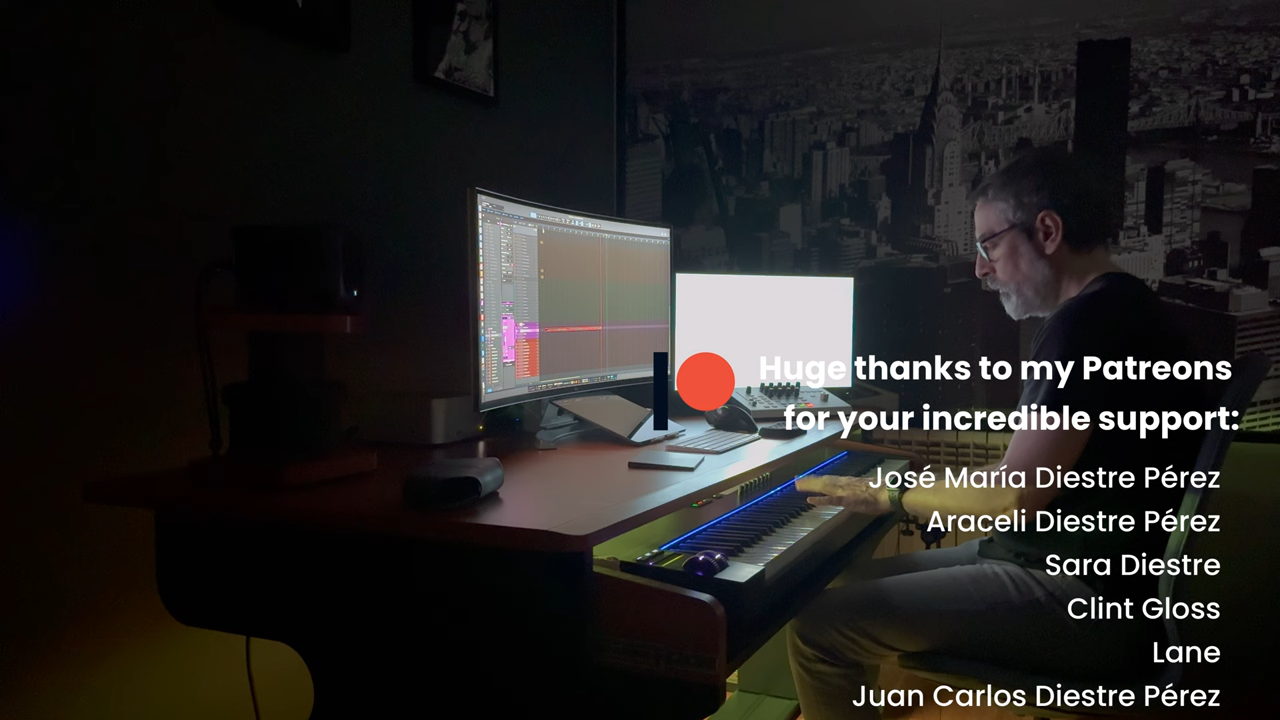 Huge thanks to my Patreons
for your incredible support:
José María Diestre Pérez
Araceli Diestre Pérez
Sara Diestre
Clint Gloss
Lane
Juan Carlos Diestre Pérez